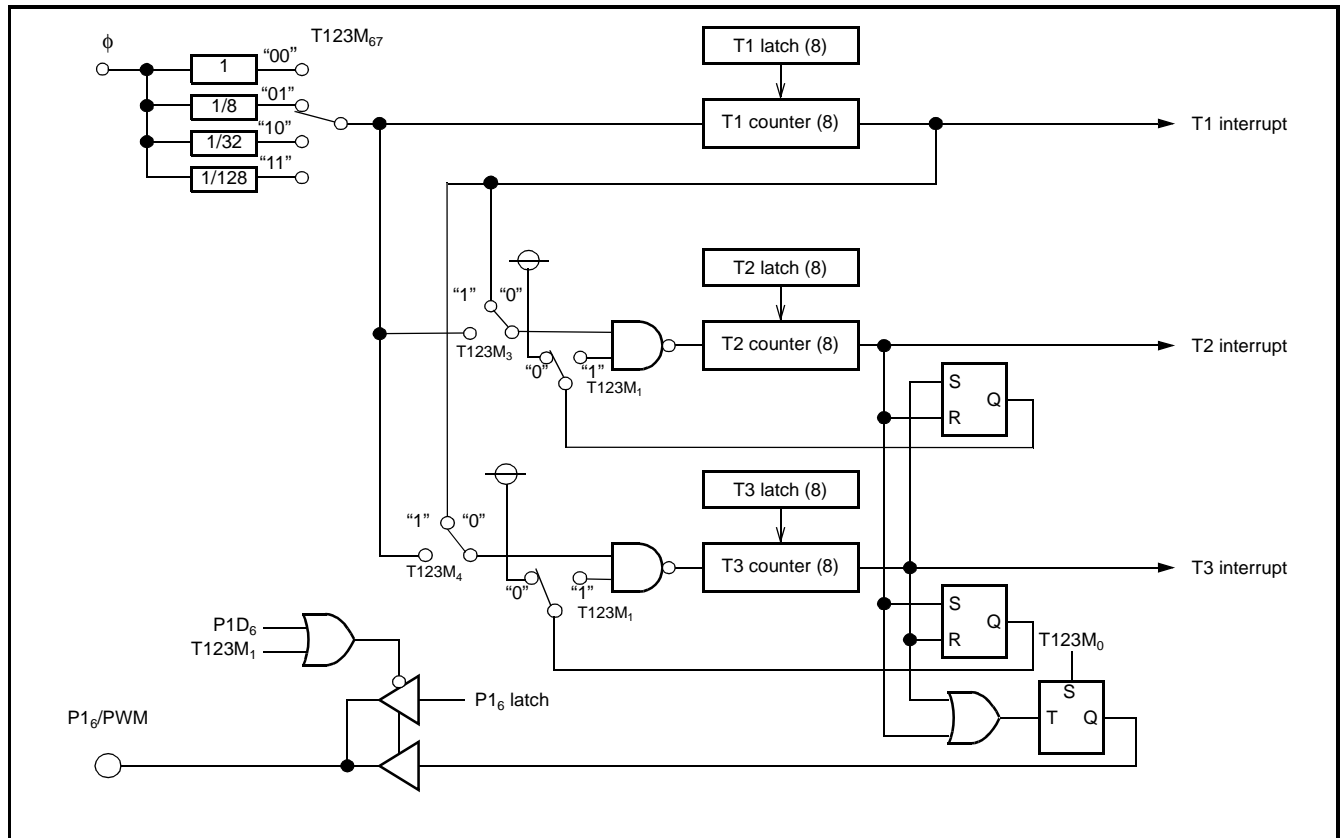 ϕ
T123M₆₇
1
“00”
1/8
“01”
1/32
“10”
1/128
“11”
T1 latch (8)
T1 counter (8)
T1 interrupt
T2 latch (8)
“1”
“0”
T123M₃
“0”
“1”
T123M₁
T2 counter (8)
T2 interrupt
S
R
Q
T3 latch (8)
“1”
“0”
T123M₄
“0”
“1”
T123M₁
T3 counter (8)
T3 interrupt
S
R
Q
P1D₆
T123M₁
P1₆ latch
P1₆/PWM
T123M₀
S
T
Q